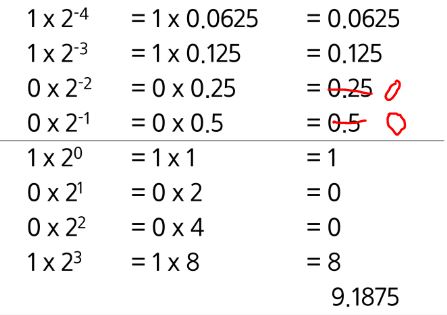 1 x 2⁻⁴ = 1 x 0.0625 = 0.0625
1 x 2⁻³ = 1 x 0.125 = 0.125
0 x 2⁻² = 0 x 0.25 = 0.25 0
0 x 2⁻¹ = 0 x 0.5 = 0.5 0
1 x 2⁰ = 1 x 1 = 1
0 x 2¹ = 0 x 2 = 0
0 x 2² = 0 x 4 = 0
1 x 2³ = 1 x 8 = 8
9.1875